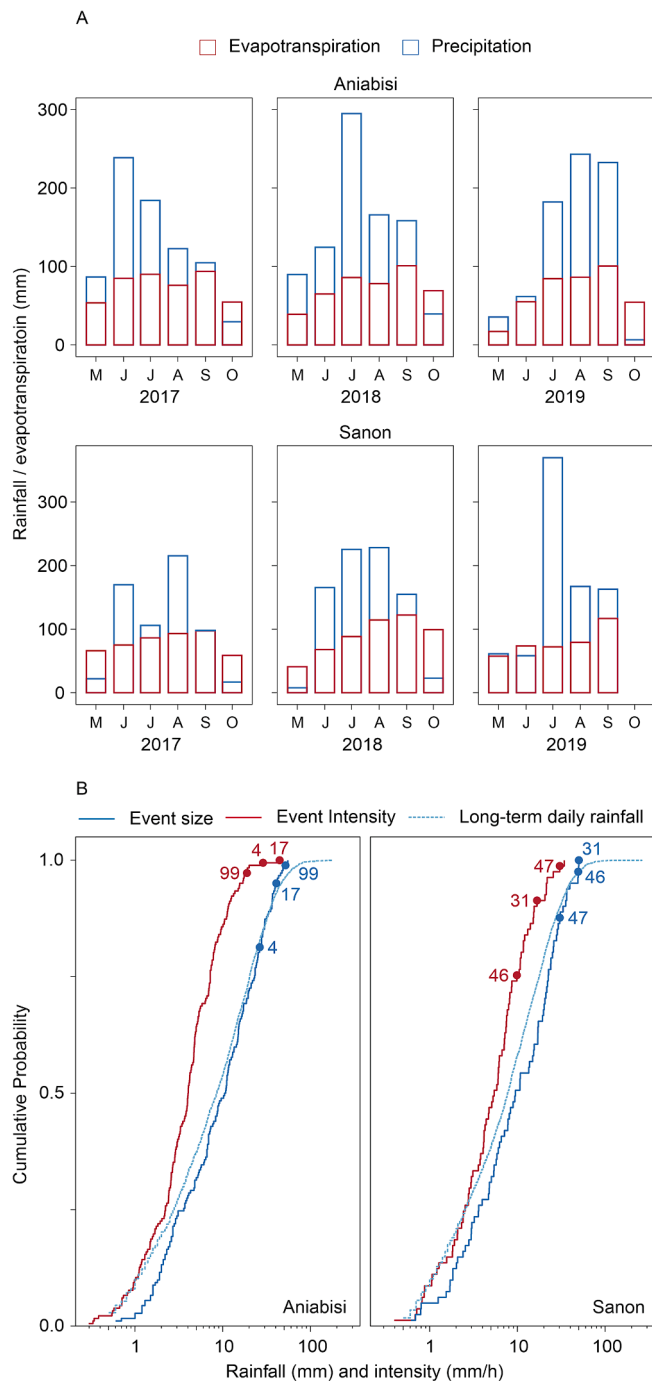 A
Evapotranspiration Precipitation
Aniabisi
300
200
100
0
M J J A S O M J J A S O M J J A S O
2017 2018 2019
Rainfall / evapotranspiratoin (mm)
Sanon
300
200
100
0
M J J A S O M J J A S O M J J A S O
2017 2018 2019
B
Event size Event Intensity Long-term daily rainfall
1.0
0.5
0.0
Cumulative Probability
4 17
99 99
17
4
Aniabisi
31
47 46
31 47
46
Sanon
1 10 100 1 10 100
Rainfall (mm) and intensity (mm/h)